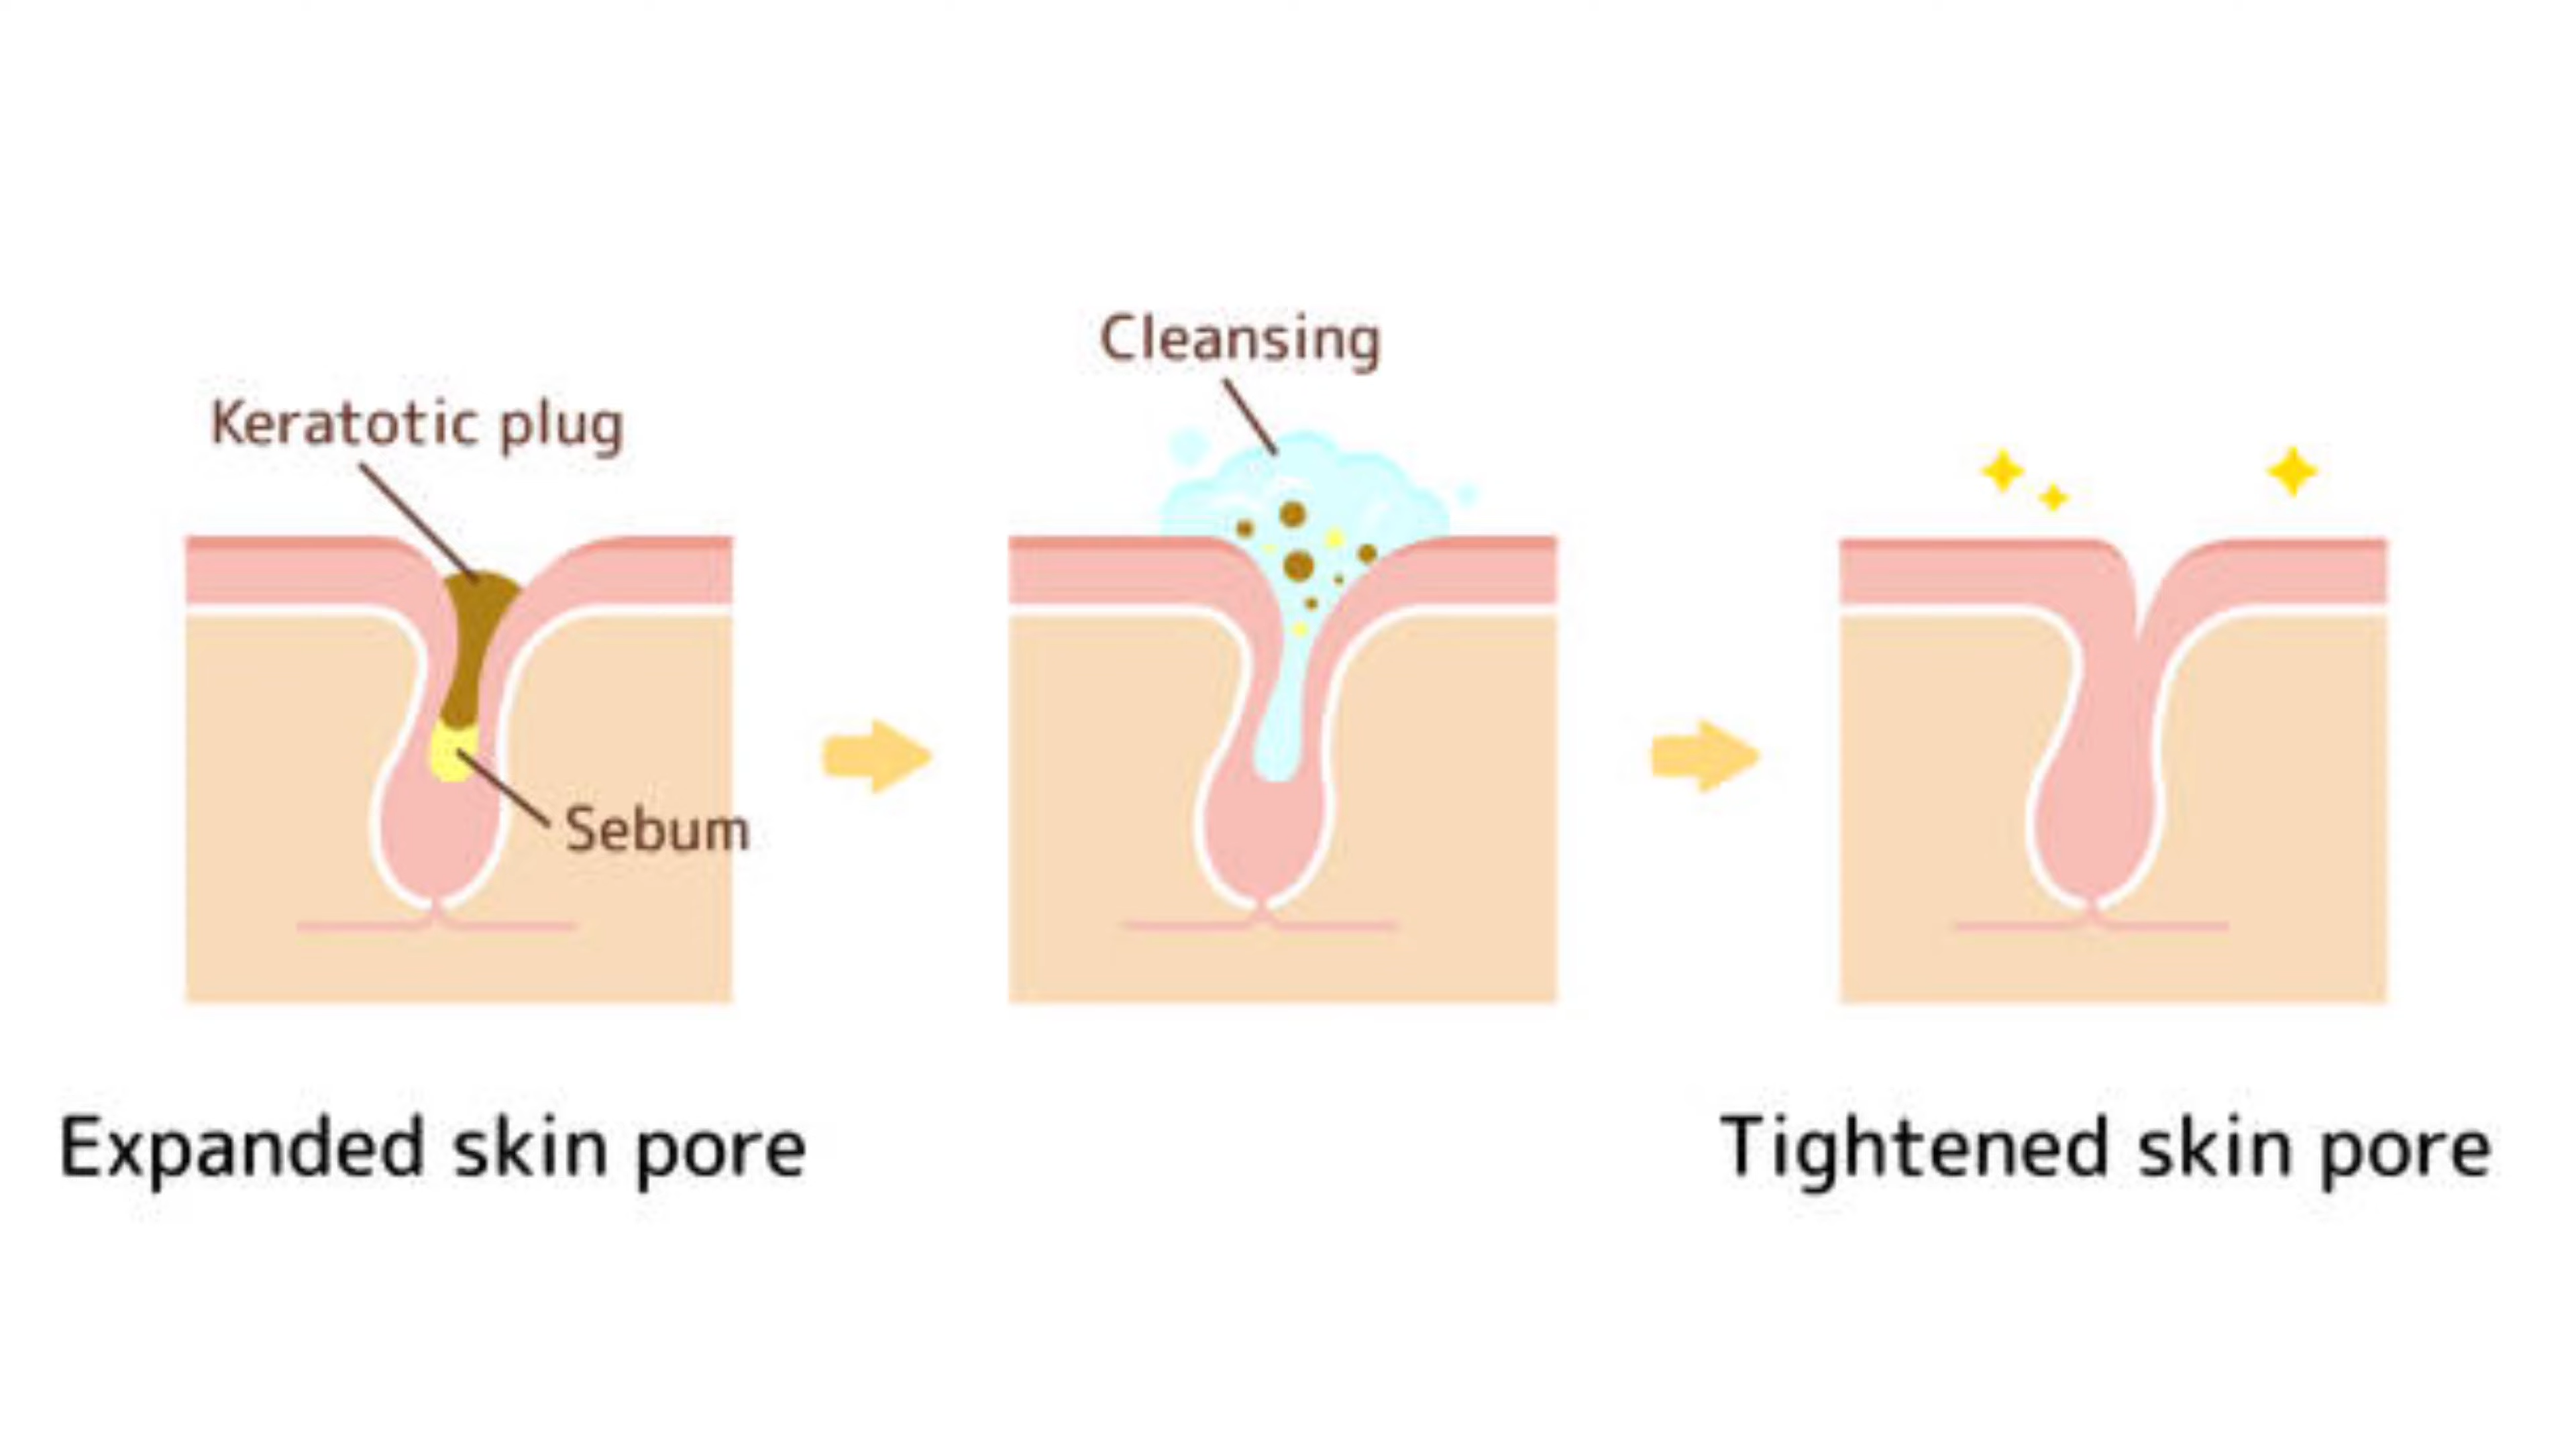 Cleansing
Keratotic plug
Sebum
Expanded skin pore
Tightened skin pore